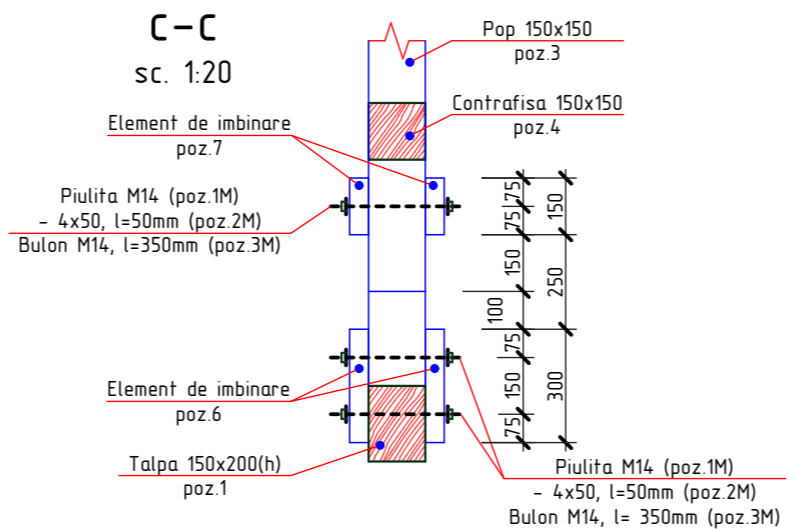 C-C
sc. 1:20
Pop 150x150
poz.3
Contrafisa 150x150
poz.4
Element de imbinare
poz.7
Piulita M14 (poz.1M)
- 4x50, l=50mm (poz.2M)
Bulon M14, l=350mm (poz.3M)
75
75
150
150
250
100
75
150
300
75
Element de imbinare
poz.6
Talpa 150x200(h)
poz.1
Piulita M14 (poz.1M)
- 4x50, l=50mm (poz.2M)
Bulon M14, l= 350mm (poz.3M)